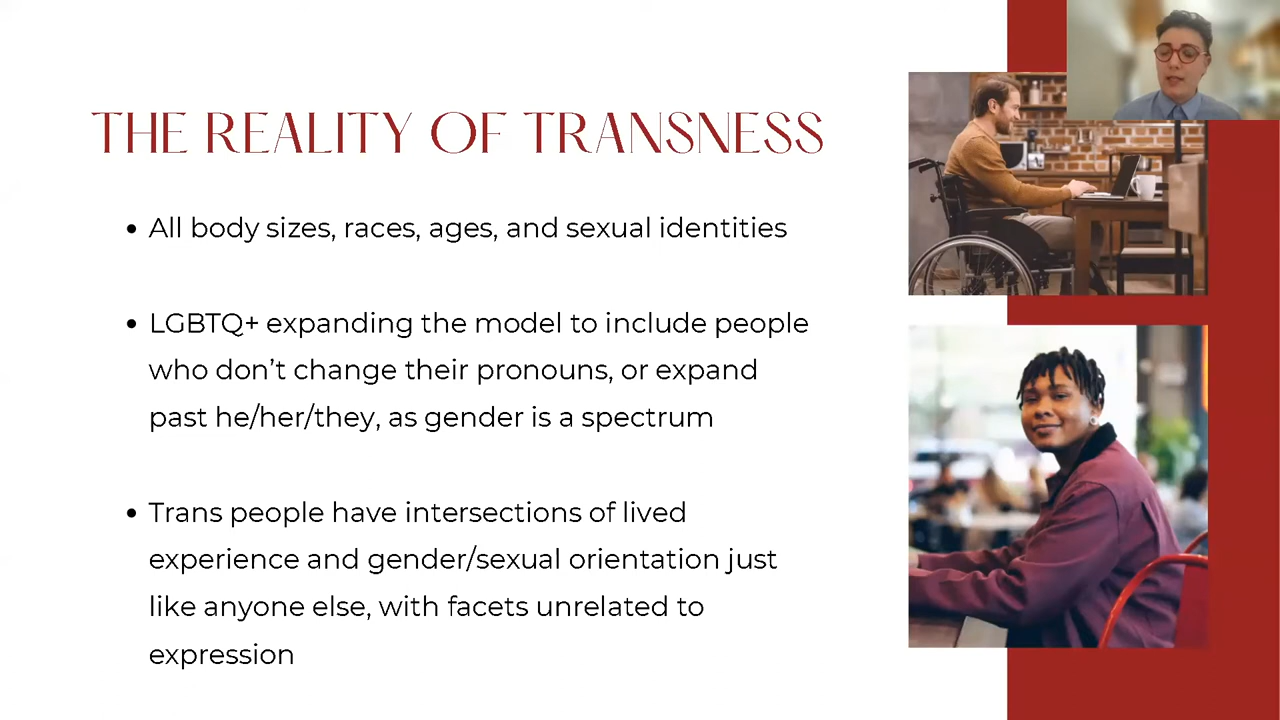 THE REALITY OF TRANSNESS
• All body sizes, races, ages, and sexual identities
• LGBTQ+ expanding the model to include people
who don’t change their pronouns, or expand
past he/her/they, as gender is a spectrum
• Trans people have intersections of lived
experience and gender/sexual orientation just
like anyone else, with facets unrelated to
expression